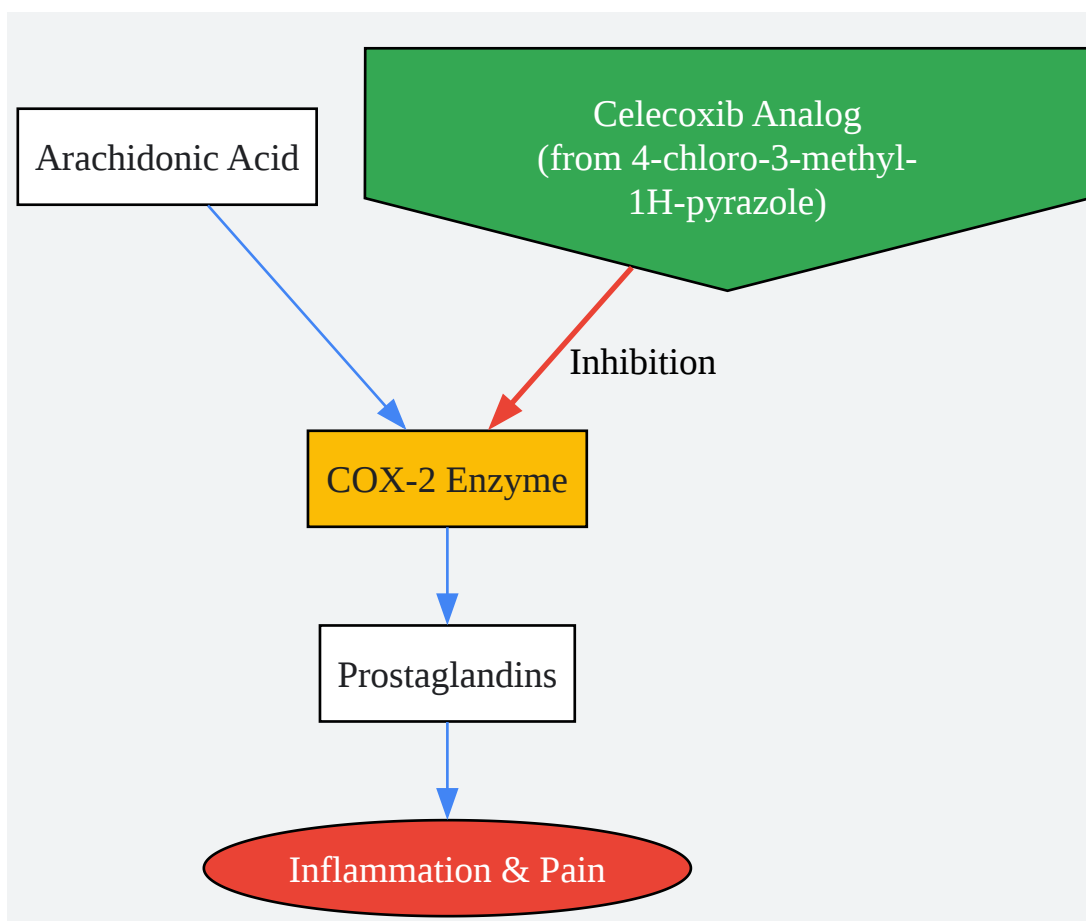 Celecoxib Analog
(from 4-chloro-3-methyl-
1H-pyrazole)
Arachidonic Acid
Inhibition
COX-2 Enzyme
Prostaglandins
Inflammation & Pain